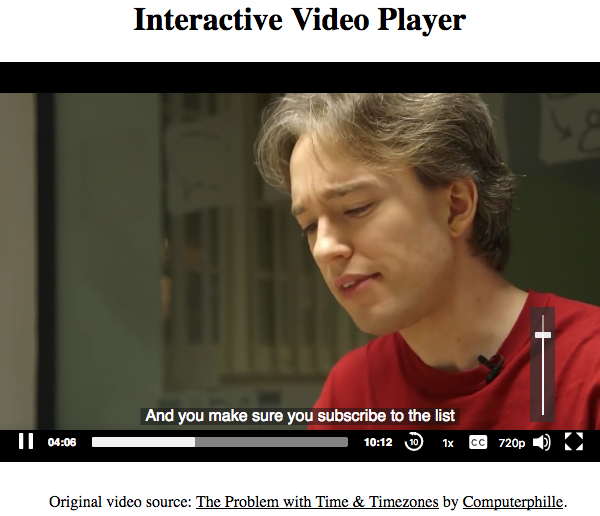 Interactive Video Player
And you make sure you subscribe to the list
04:06 10:12 10 1x CC 720p
Original video source: The Problem with Time & Timezones by Computerphille.